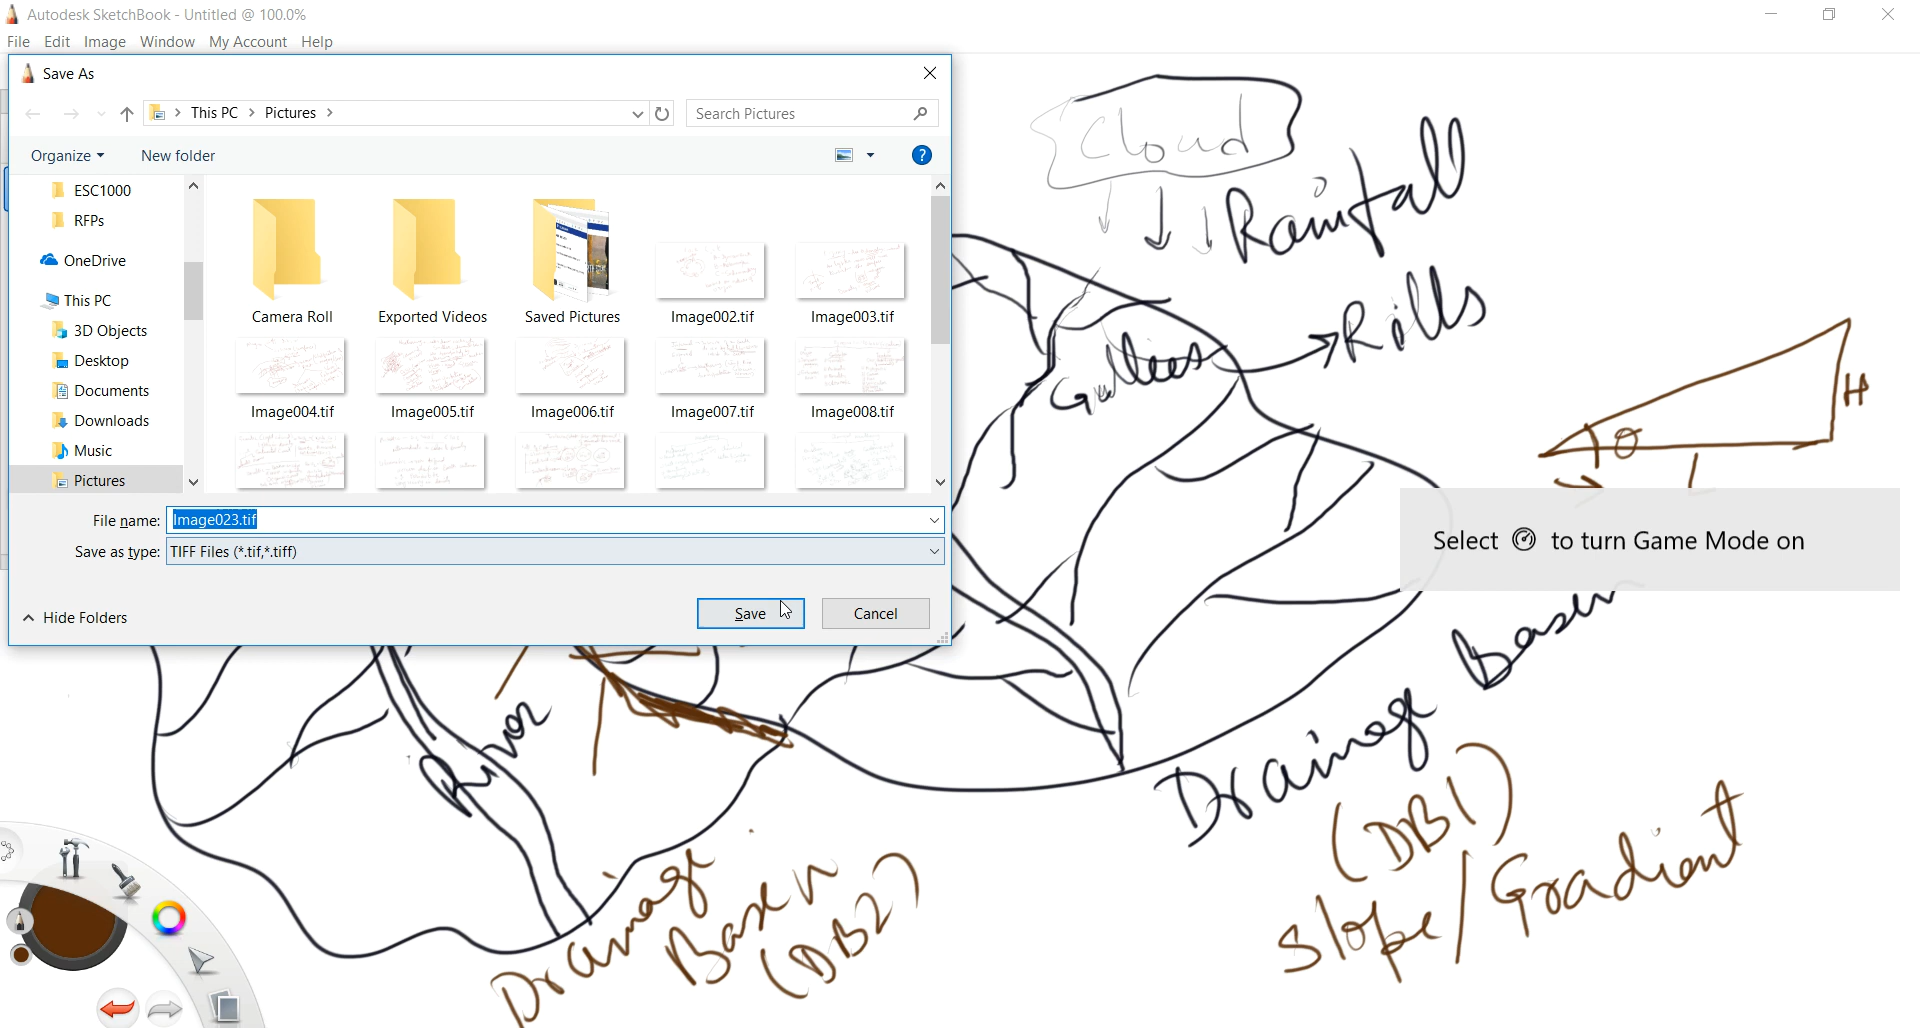 Autodesk SketchBook - Untitled @ 100.0%
File Edit Image Window My Account Help
Save As
This PC > Pictures >
Search Pictures
Organize
New folder
ESC1000
RFPs
OneDrive
This PC
3D Objects
Desktop
Documents
Downloads
Music
Pictures
Camera Roll
Exported Videos
Saved Pictures
Image002.tif
Image003.tif
Image004.tif
Image005.tif
Image006.tif
Image007.tif
Image008.tif
File name: Image023.tif
Save as type: TIFF Files (*.tif,*.tiff)
Hide Folders
Save
Cancel
Cloud
Rainfall
Rills
Gullies
H
θ
L
Select to turn Game Mode on
River
Drainage Basin
(DB1)
Slope/Gradient
Drainage
Basin
(DB2)